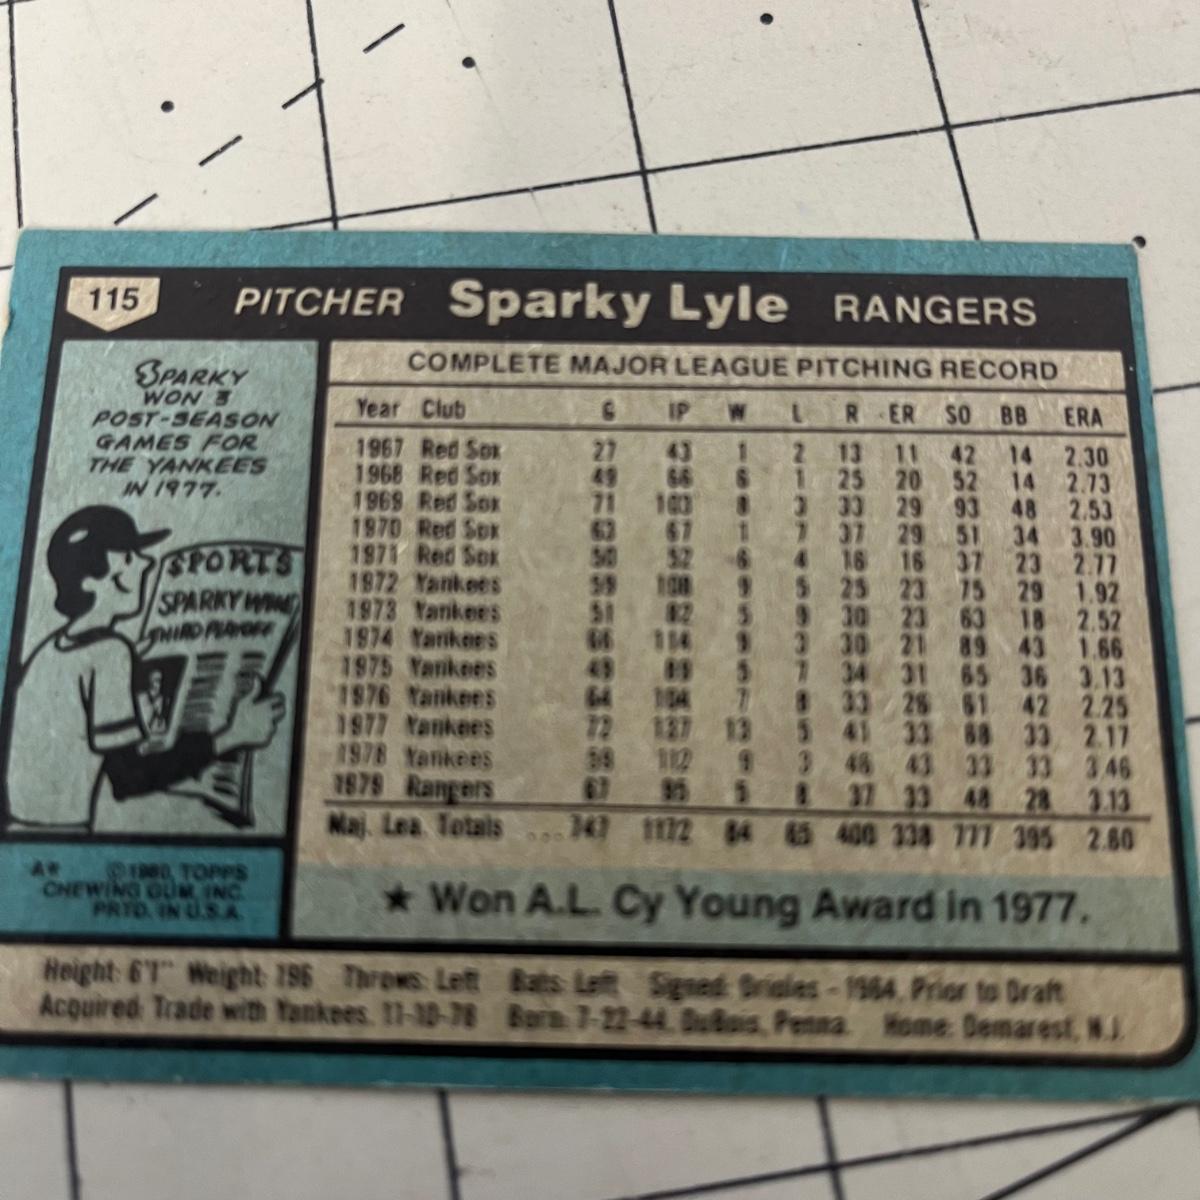 115 PITCHER Sparky Lyle RANGERS
SPARKY
WON 3
POST-SEASON
GAMES FOR
THE YANKEES
IN 1977.
SPORTS
SPARKY WINS
THIRD PLAYOFF
A* ©1980, TOPPS
CHEWING GUM, INC.
PRTD. IN U.S.A.
COMPLETE MAJOR LEAGUE PITCHING RECORD
Year Club G IP W L R ER SO BB ERA
1967 Red Sox 27 43 1 2 13 11 42 14 2.30
1968 Red Sox 49 66 6 1 25 20 52 14 2.73
1969 Red Sox 71 103 8 3 33 29 93 48 2.53
1970 Red Sox 63 67 1 7 37 29 51 34 3.90
1971 Red Sox 50 52 6 4 16 16 37 23 2.77
1972 Yankees 59 108 9 5 25 23 75 29 1.92
1973 Yankees 51 82 5 9 30 23 63 18 2.52
1974 Yankees 66 114 9 3 30 21 89 43 1.66
1975 Yankees 49 89 5 7 34 31 65 36 3.13
1976 Yankees 64 104 7 8 33 26 61 42 2.25
1977 Yankees 72 137 13 5 41 33 68 33 2.17
1978 Yankees 59 112 9 3 46 43 33 33 3.46
1979 Rangers 67 95 5 8 37 33 48 28 3.13
Maj. Lea. Totals ...747 1172 84 65 400 338 777 395 2.60
★ Won A.L. Cy Young Award in 1977.
Height: 6'1" Weight: 196 Throws: Left Bats: Left Signed: Orioles - 1964, Prior to Draft
Acquired: Trade with Yankees, 11-10-78 Born: 7-22-44, DuBois, Penna. Home: Demarest, N.J.